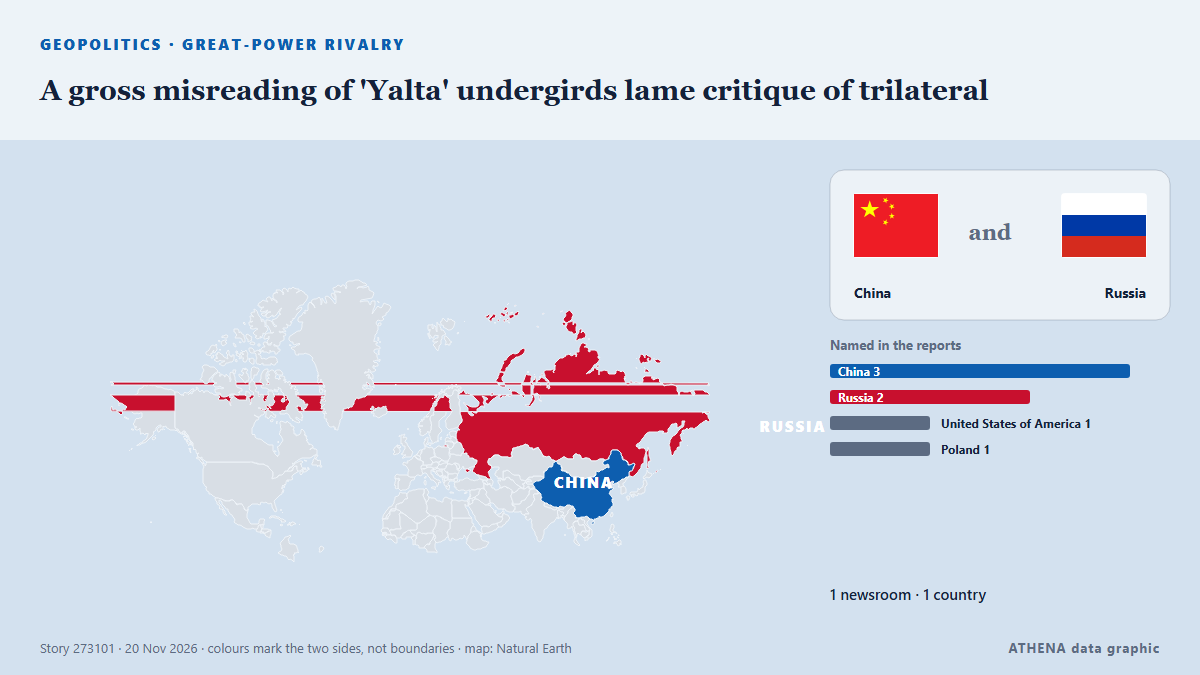 GEOPOLITICS · GREAT-POWER RIVALRY
A gross misreading of 'Yalta' undergirds lame critique of trilateral
and
China
Russia
Named in the reports
China 3
Russia 2
RUSSIA
United States of America 1
Poland 1
CHINA
1 newsroom · 1 country
Story 273101 · 20 Nov 2026 · colours mark the two sides, not boundaries · map: Natural Earth
ATHENA data graphic